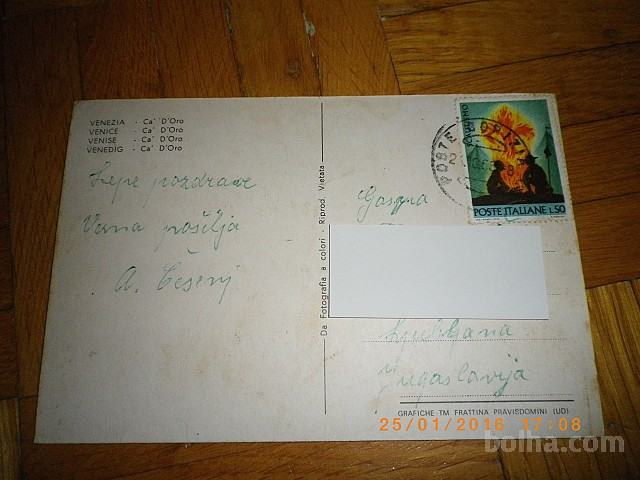 VENEZIA - Ca' D'Oro
VENICE - Ca' D'Oro
VENISE - Ca' D'Oro
VENEDIG - Ca' D'Oro
Lepe pozdrave
Vama pošilja
A. Česenj
Da Fotografia a colori Riprod. Vietata
POSTE
POSTE ITALIANE L.50
Gospa
Ljubljana
Jugoslavija
GRAFICHE TM FRATTINA PRAVISDOMINI (UD)
25/01/2016 17:08
bolha.com